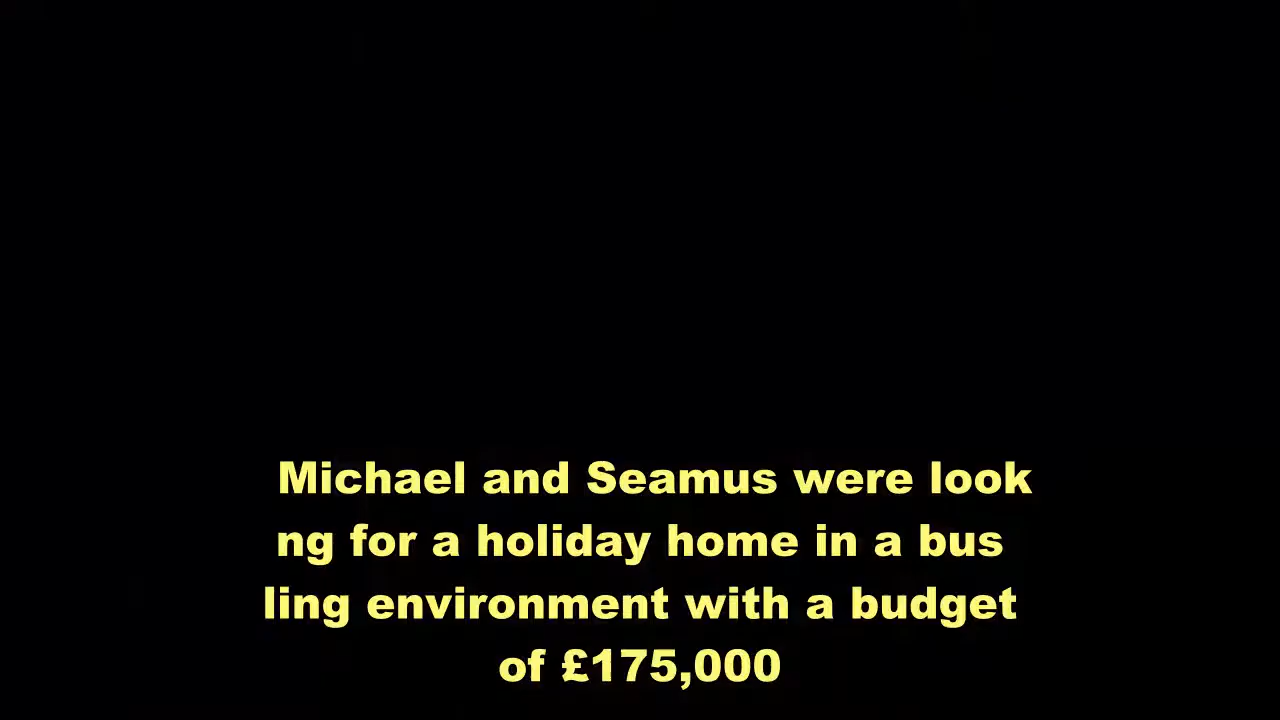 Michael and Seamus were look
ng for a holiday home in a bus
ling environment with a budget
of £175,000